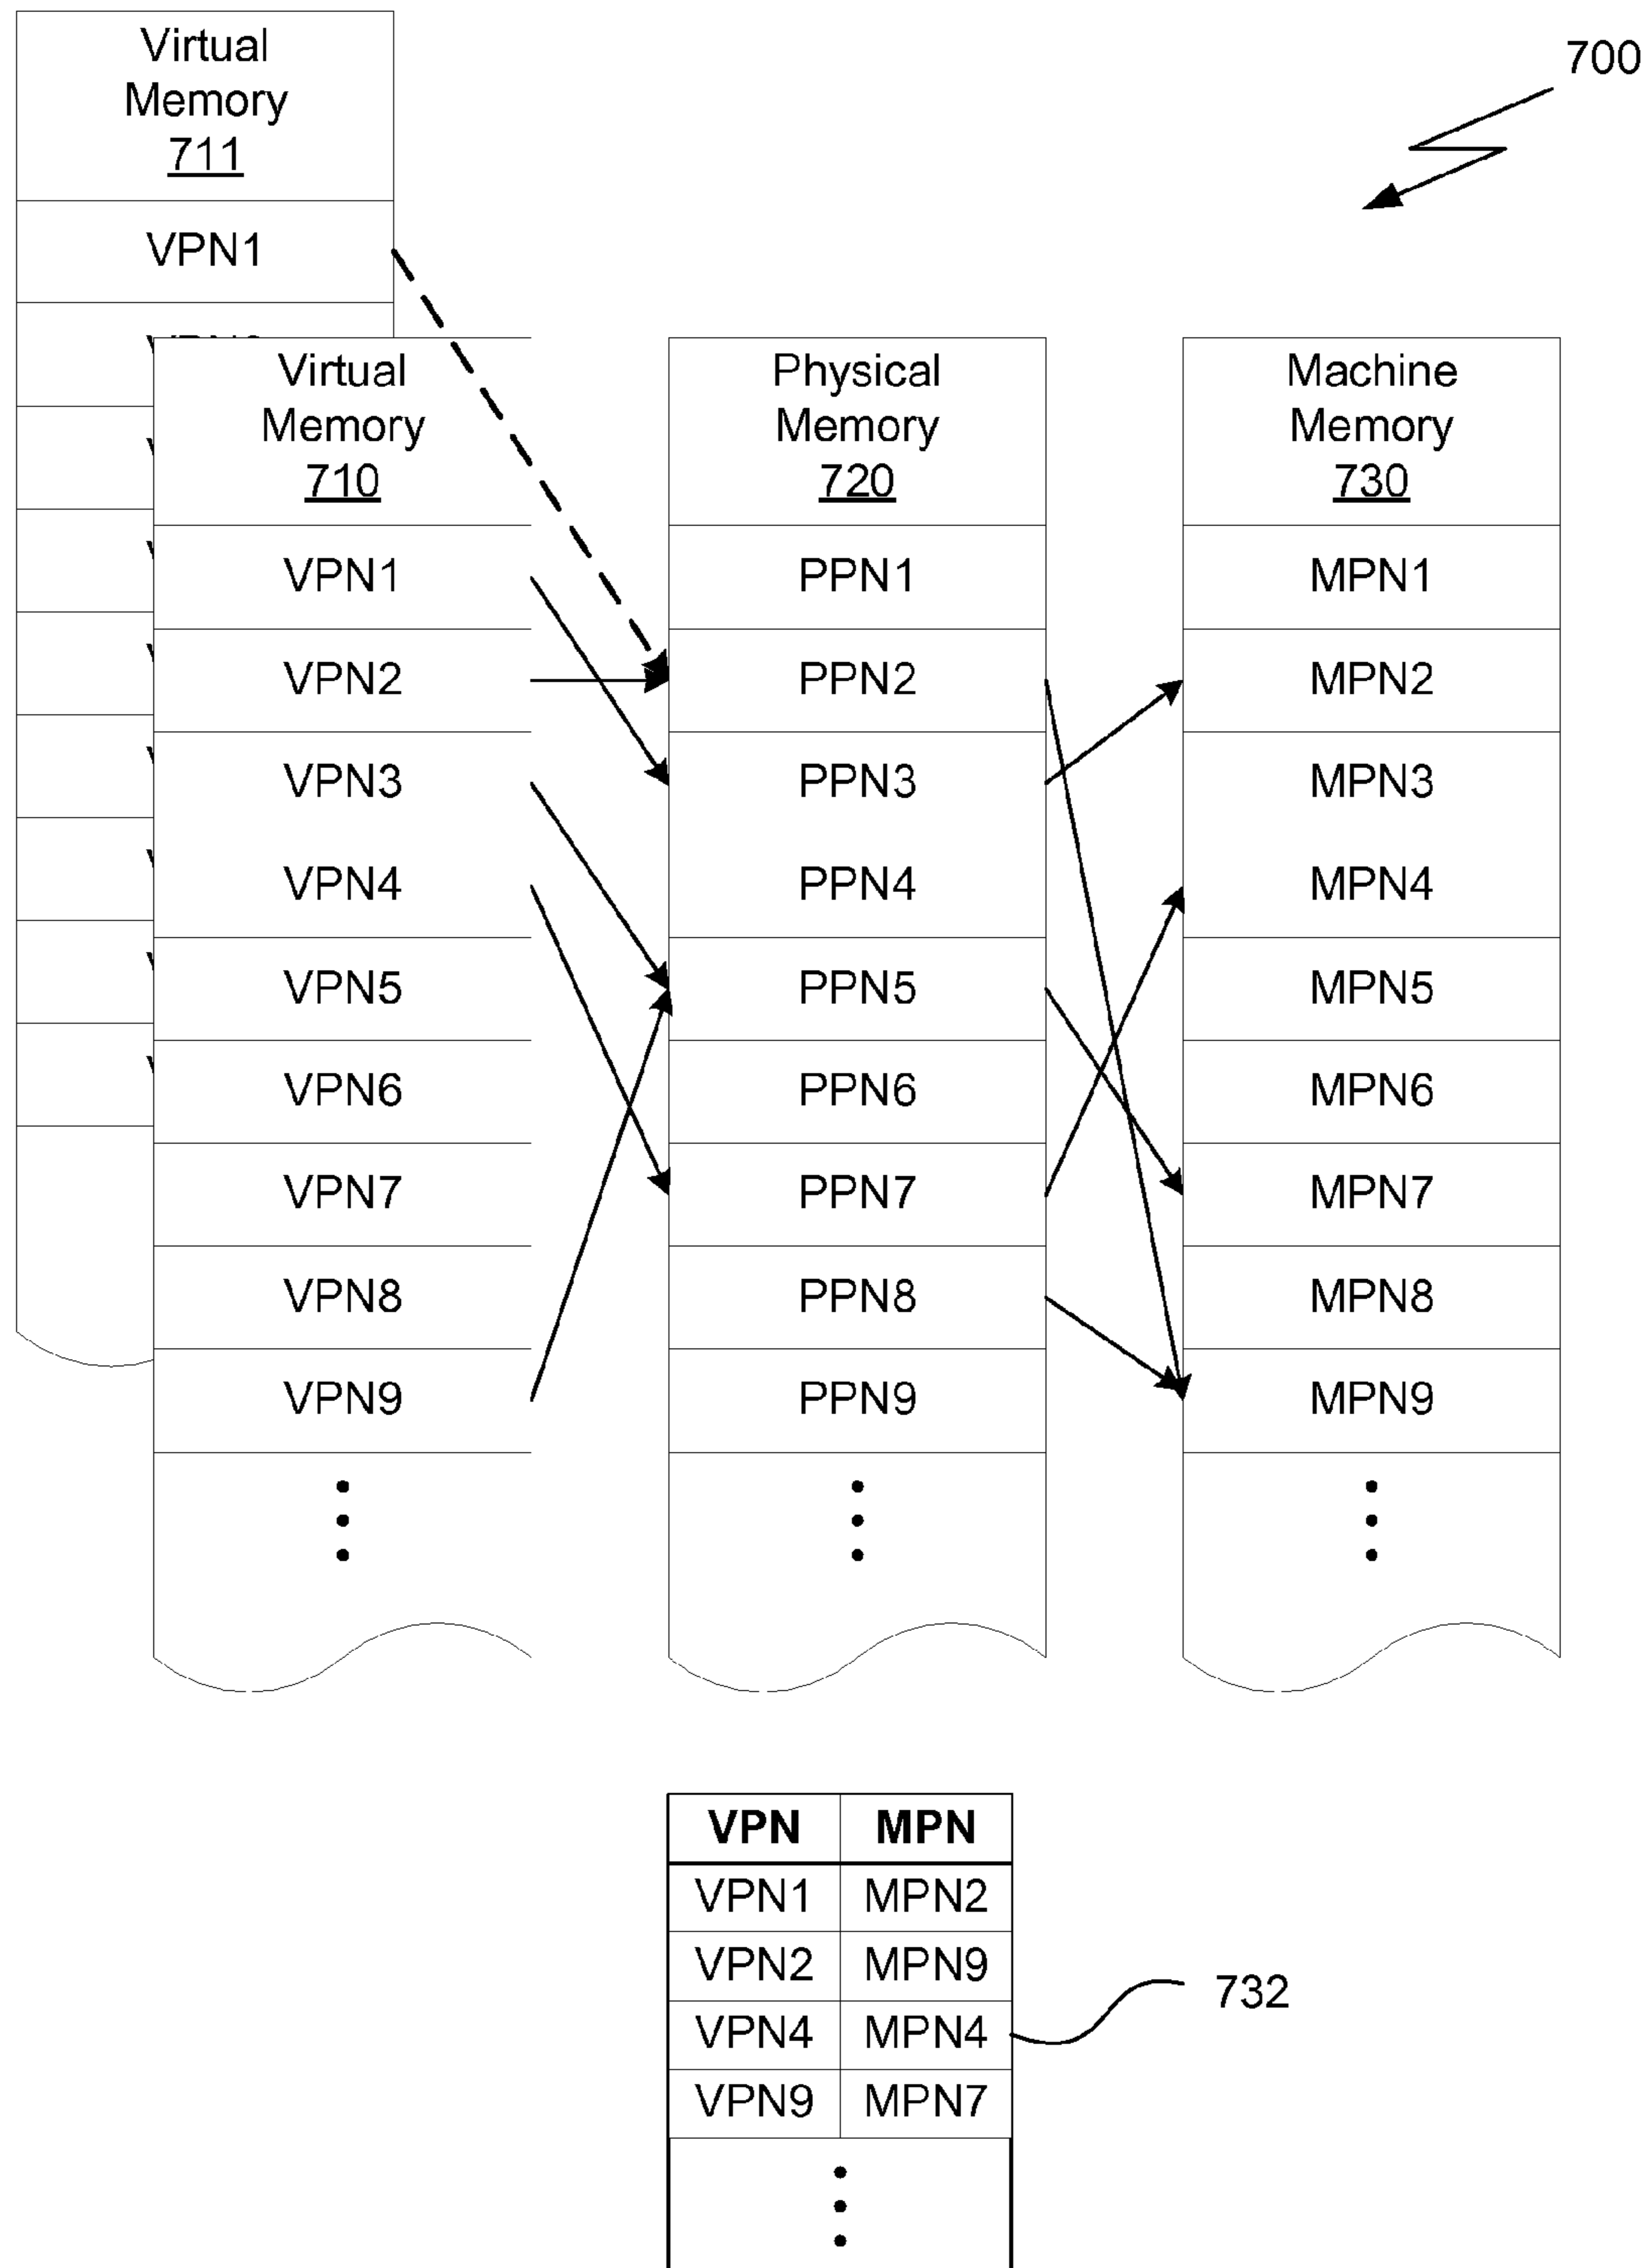 Virtual
Memory
711
VPN1
700
Virtual
Memory
710
VPN1
VPN2
VPN3
VPN4
VPN5
VPN6
VPN7
VPN8
VPN9
Physical
Memory
720
PPN1
PPN2
PPN3
PPN4
PPN5
PPN6
PPN7
PPN8
PPN9
Machine
Memory
730
MPN1
MPN2
MPN3
MPN4
MPN5
MPN6
MPN7
MPN8
MPN9
VPN MPN
VPN1 MPN2
VPN2 MPN9
VPN4 MPN4
VPN9 MPN7
732